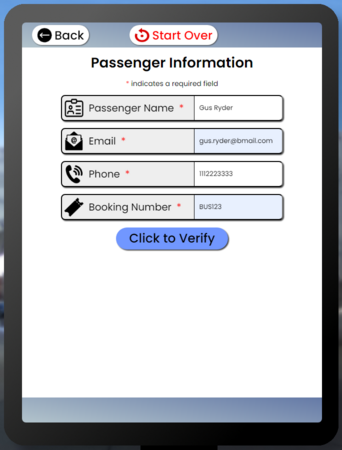 Back
Start Over
Passenger Information
* indicates a required field
Passenger Name * Gus Ryder
Email * gus.ryder@bmail.com
Phone * 1112223333
Booking Number * BUS123
Click to Verify